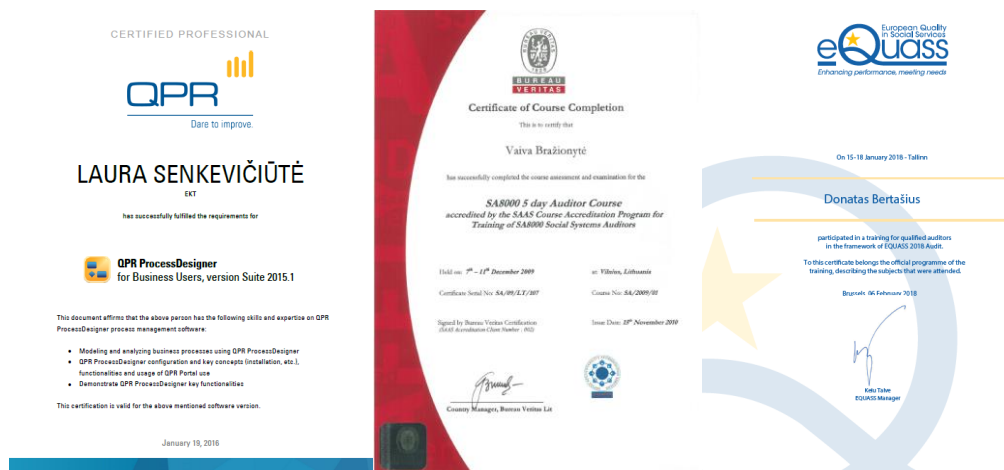 CERTIFIED PROFESSIONAL
QPR
Dare to improve.
LAURA SENKEVIČIŪTĖ
EKT
has successfully fulfilled the requirements for
QPR ProcessDesigner
for Business Users, version Suite 2015.1
This document affirms that the above person has the following skills and expertise on QPR
ProcessDesigner process management software:
• Modeling and analyzing business processes using QPR ProcessDesigner
• QPR ProcessDesigner configuration and key concepts (installation, etc.),
functionalities and usage of QPR Portal use
• Demonstrate QPR ProcessDesigner key functionalities
This certification is valid for the above mentioned software version.
January 19, 2016
BUREAU VERITAS
1828
BUREAU
VERITAS
Certificate of Course Completion
This is to certify that
Vaiva Bražionytė
has successfully completed the course assessment and examination for the
SA8000 5 day Auditor Course
accredited by the SAAS Course Accreditation Program for
Training of SA8000 Social Systems Auditors
Held on: 7th – 11th December 2009
at: Vilnius, Lithuania
Certificate Serial No: SA/09/LT/107
Course No: SA/2009/01
Signed by Bureau Veritas Certification
(SAAS Accreditation Client Number : 002)
Issue Date: 15th November 2010
Country Manager, Bureau Veritas Lit
European Quality
in Social Services
eQuass
Enhancing performance, meeting needs
On 15-18 January 2018 - Tallinn
Donatas Bertašius
participated in a training for qualified auditors
in the framework of EQUASS 2018 Audit.
To this certificate belongs the official programme of the
training, describing the subjects that were attended.
Brussels, 06 February 2018
Keiu Talve
EQUASS Manager